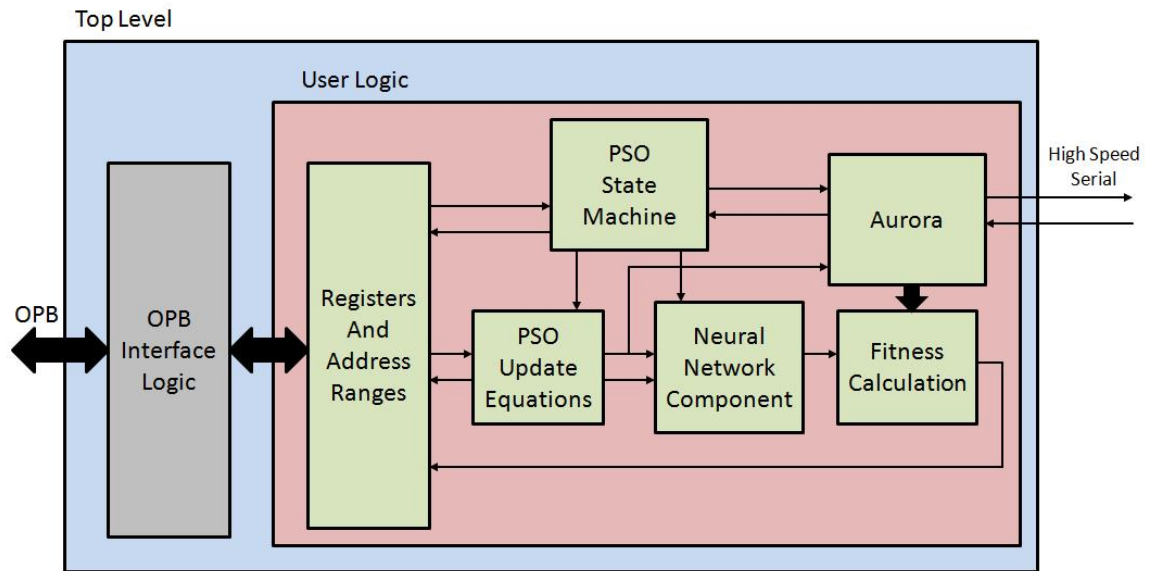 Top Level
User Logic
PSO
State
Machine
High Speed
Serial
Aurora
OPB
OPB
Interface
Logic
Registers
And
Address
Ranges
PSO
Update
Equations
Neural
Network
Component
Fitness
Calculation